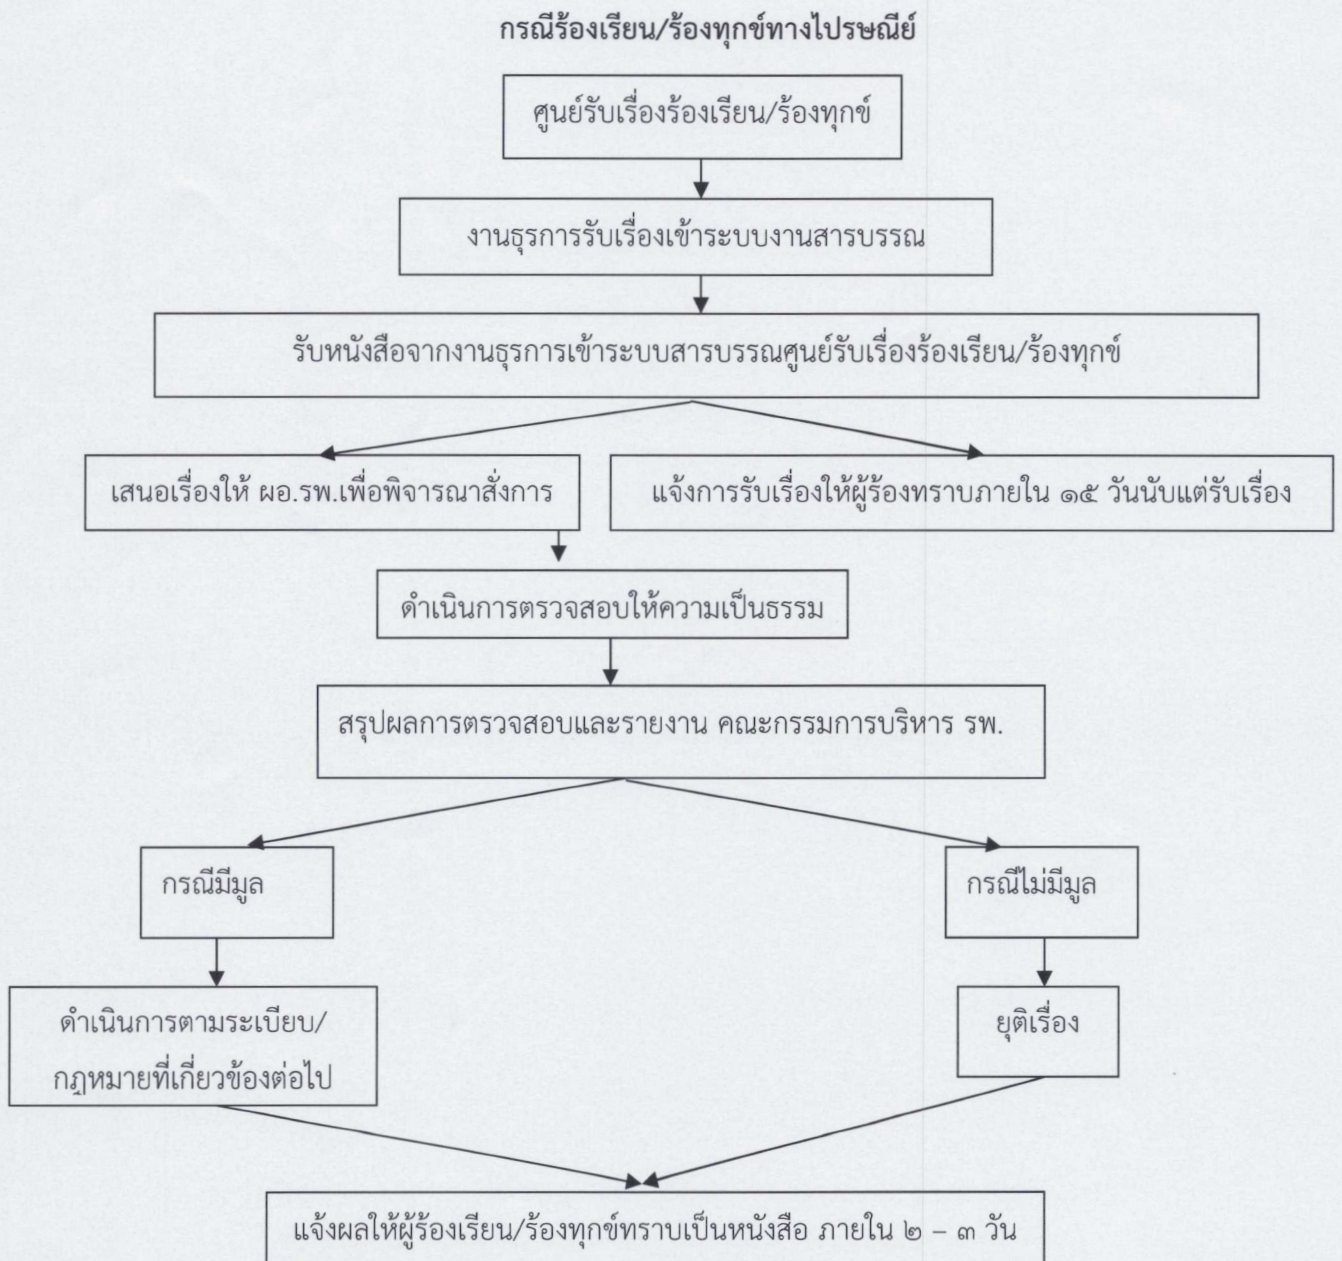 กรณีร้องเรียน/ร้องทุกข์ทางไปรษณีย์
ศูนย์รับเรื่องร้องเรียน/ร้องทุกข์
งานธุรการรับเรื่องเข้าระบบงานสารบรรณ
รับหนังสือจากงานธุรการเข้าระบบสารบรรณศูนย์รับเรื่องร้องเรียน/ร้องทุกข์
เสนอเรื่องให้ ผอ.รพ.เพื่อพิจารณาสั่งการ
แจ้งการรับเรื่องให้ผู้ร้องทราบภายใน ๑๕ วันนับแต่รับเรื่อง
ดำเนินการตรวจสอบให้ความเป็นธรรม
สรุปผลการตรวจสอบและรายงาน คณะกรรมการบริหาร รพ.
กรณีมีมูล
กรณีไม่มีมูล
ดำเนินการตามระเบียบ/
กฎหมายที่เกี่ยวข้องต่อไป
ยุติเรื่อง
แจ้งผลให้ผู้ร้องเรียน/ร้องทุกข์ทราบเป็นหนังสือ ภายใน ๒ – ๓ วัน